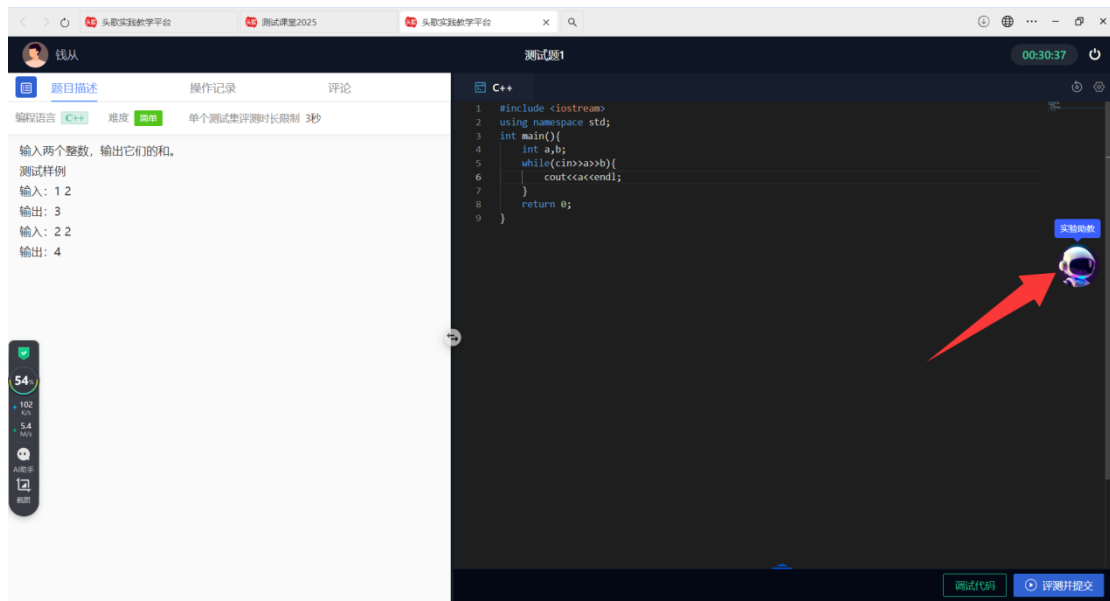 头歌实践教学平台 测试课堂2025 头歌实践教学平台
钱从 测试题1 00:30:37
题目描述 操作记录 评论
编程语言 C++ 难度 简单 单个测试集评测时长限制 3秒
输入两个整数，输出它们的和。
测试样例
输入：1 2
输出：3
输入：2 2
输出：4
C++
1 #include <iostream>
2 using namespace std;
3 int main(){
4 int a,b;
5 while(cin>>a>>b){
6 cout<<a<<endl;
7 }
8 return 0;
9 }
实验助教
54%
102
K/s
5.4
M/s
AI助手
截图
调试代码 评测并提交